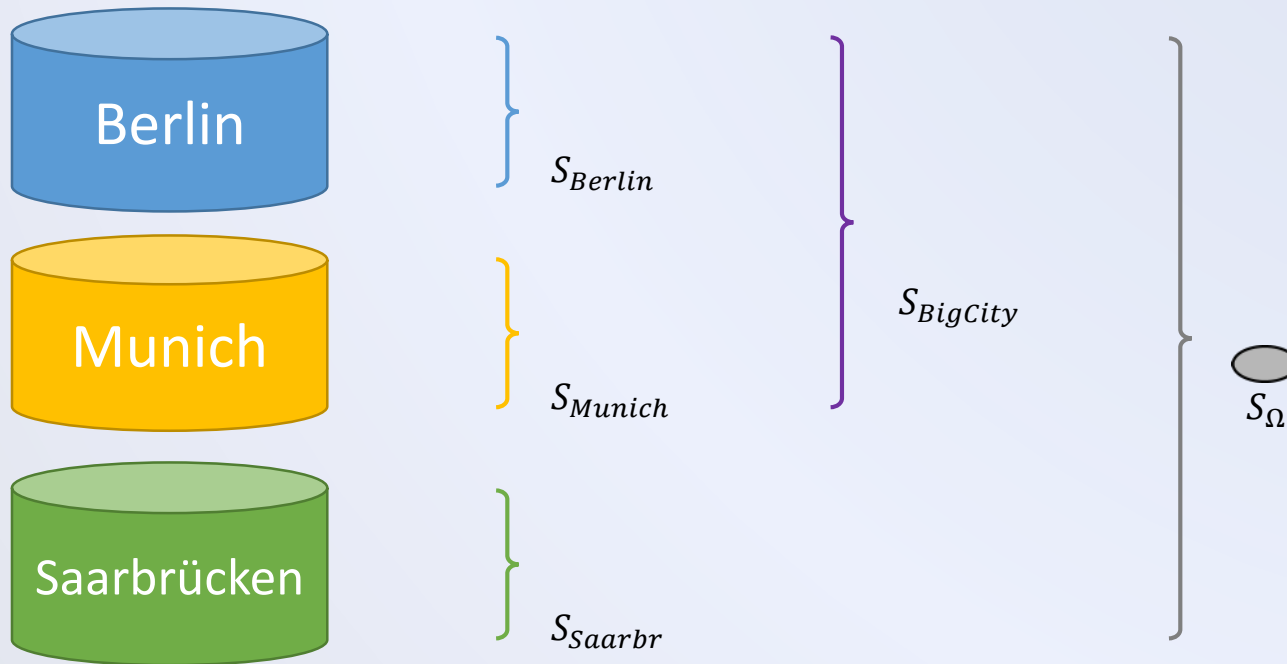 Berlin
S_Berlin
Munich
S_BigCity
S_Munich
S_Ω
Saarbrücken
S_Saarbr